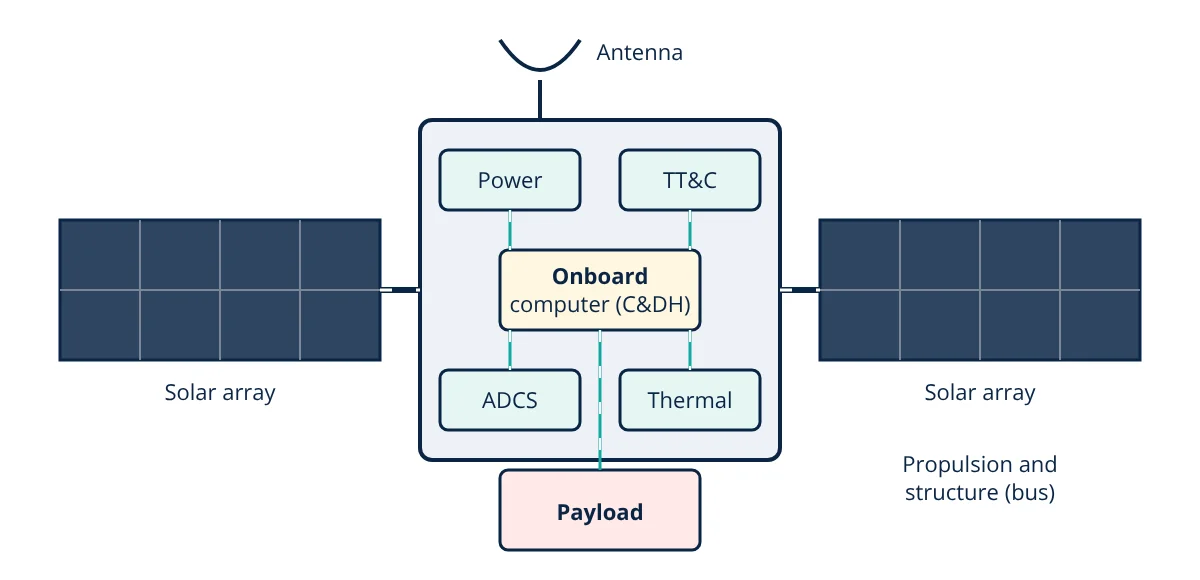 Antenna
Power
TT&C
Onboard
computer (C&DH)
ADCS
Thermal
Solar array
Solar array
Propulsion and
structure (bus)
Payload